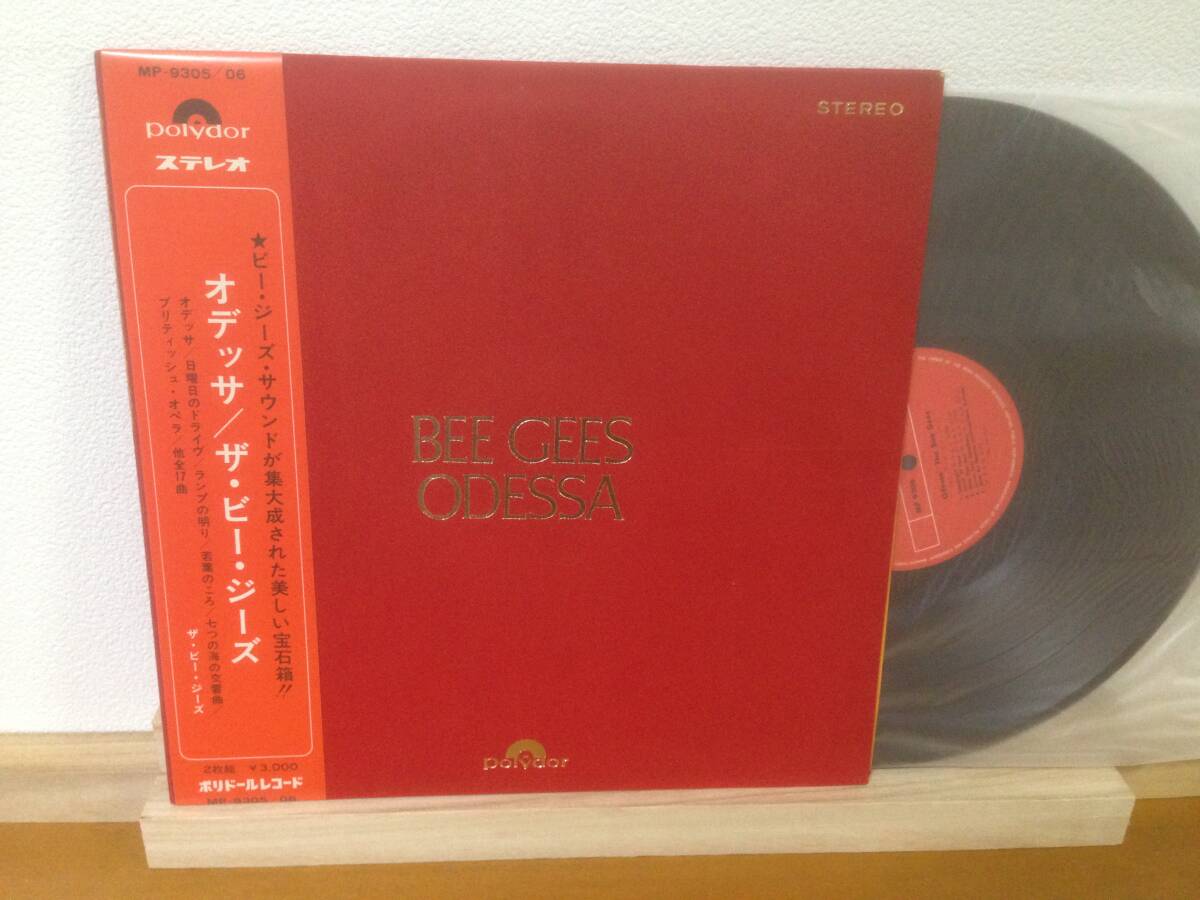 MP-9305/06
polydor
ステレオ
★ビー・ジーズ・サウンドが集大成された美しい宝石箱!!
オデッサ/ザ・ビー・ジーズ
オデッサ/日曜日のドライヴ/ランプの明り/若葉のころ/七つの海の交響曲/
ブリティッシュ・オペラ/他全17曲
ザ・ビー・ジーズ
2枚組 ¥3,000
ポリドールレコード
MP-9305/06
STEREO
BEE GEES
ODESSA
polydor
Odessa The Bee Gees